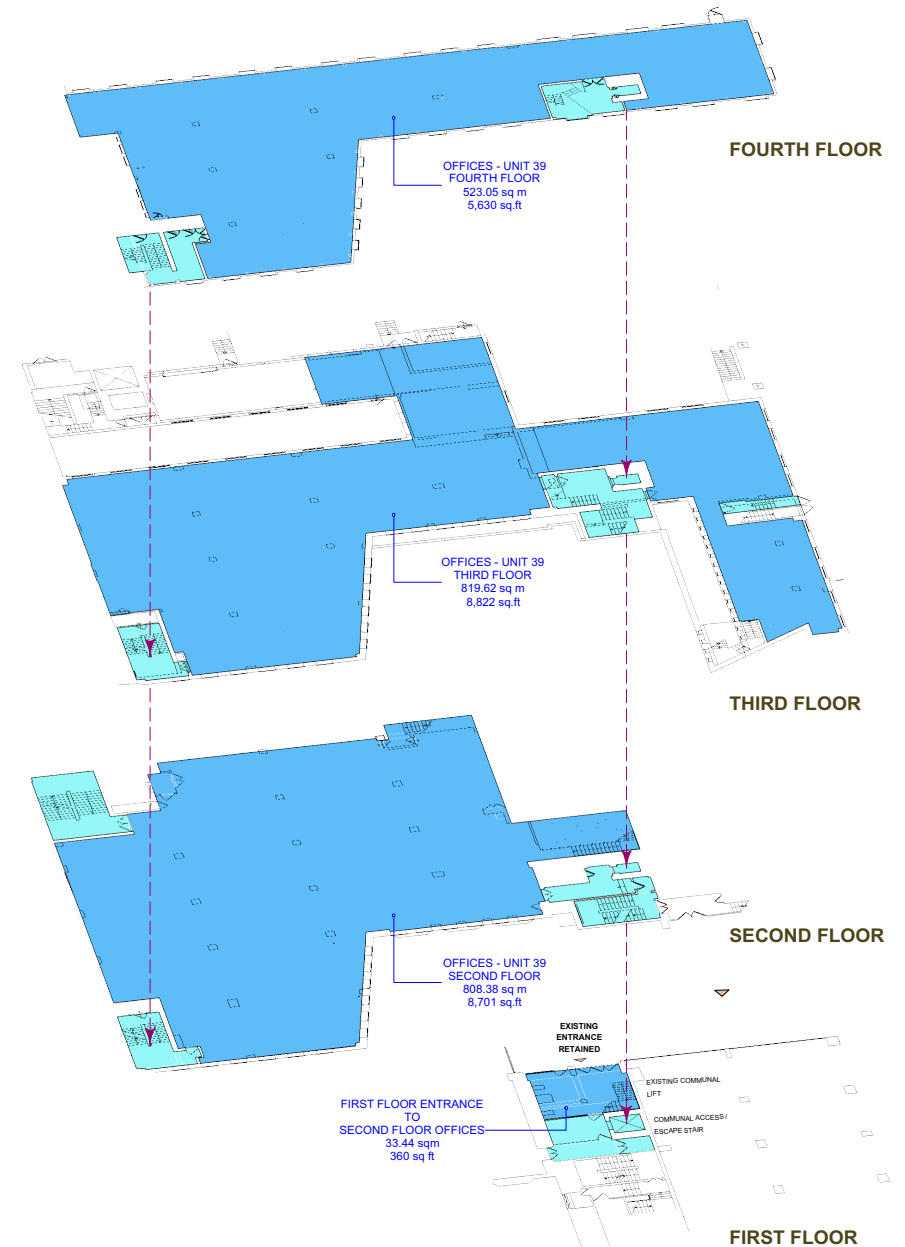 FOURTH FLOOR
OFFICES - UNIT 39
FOURTH FLOOR
523.05 sq m
5,630 sq.ft
OFFICES - UNIT 39
THIRD FLOOR
819.62 sq m
8,822 sq.ft
THIRD FLOOR
SECOND FLOOR
OFFICES - UNIT 39
SECOND FLOOR
808.38 sq m
8,701 sq.ft
EXISTING
ENTRANCE
RETAINED
EXISTING COMMUNAL
LIFT
COMMUNAL ACCESS /
ESCAPE STAIR
FIRST FLOOR ENTRANCE
TO
SECOND FLOOR OFFICES
33.44 sqm
360 sq ft
FIRST FLOOR